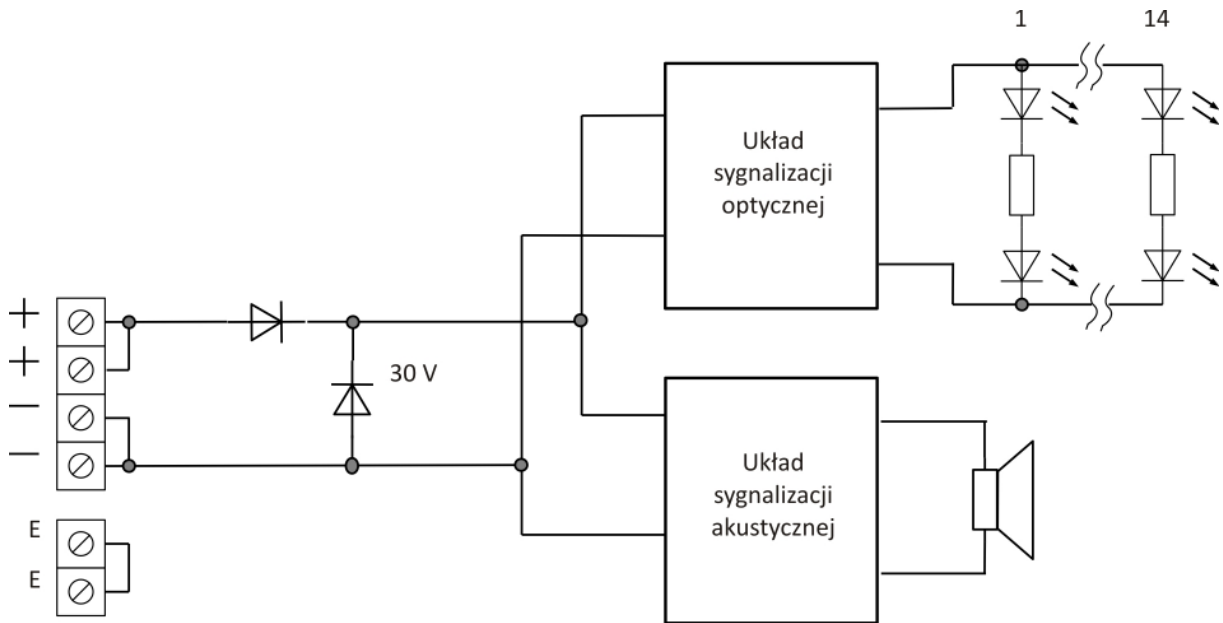 1
14
Układ
sygnalizacji
optycznej
+
+
—
—
30 V
Układ
sygnalizacji
akustycznej
E
E